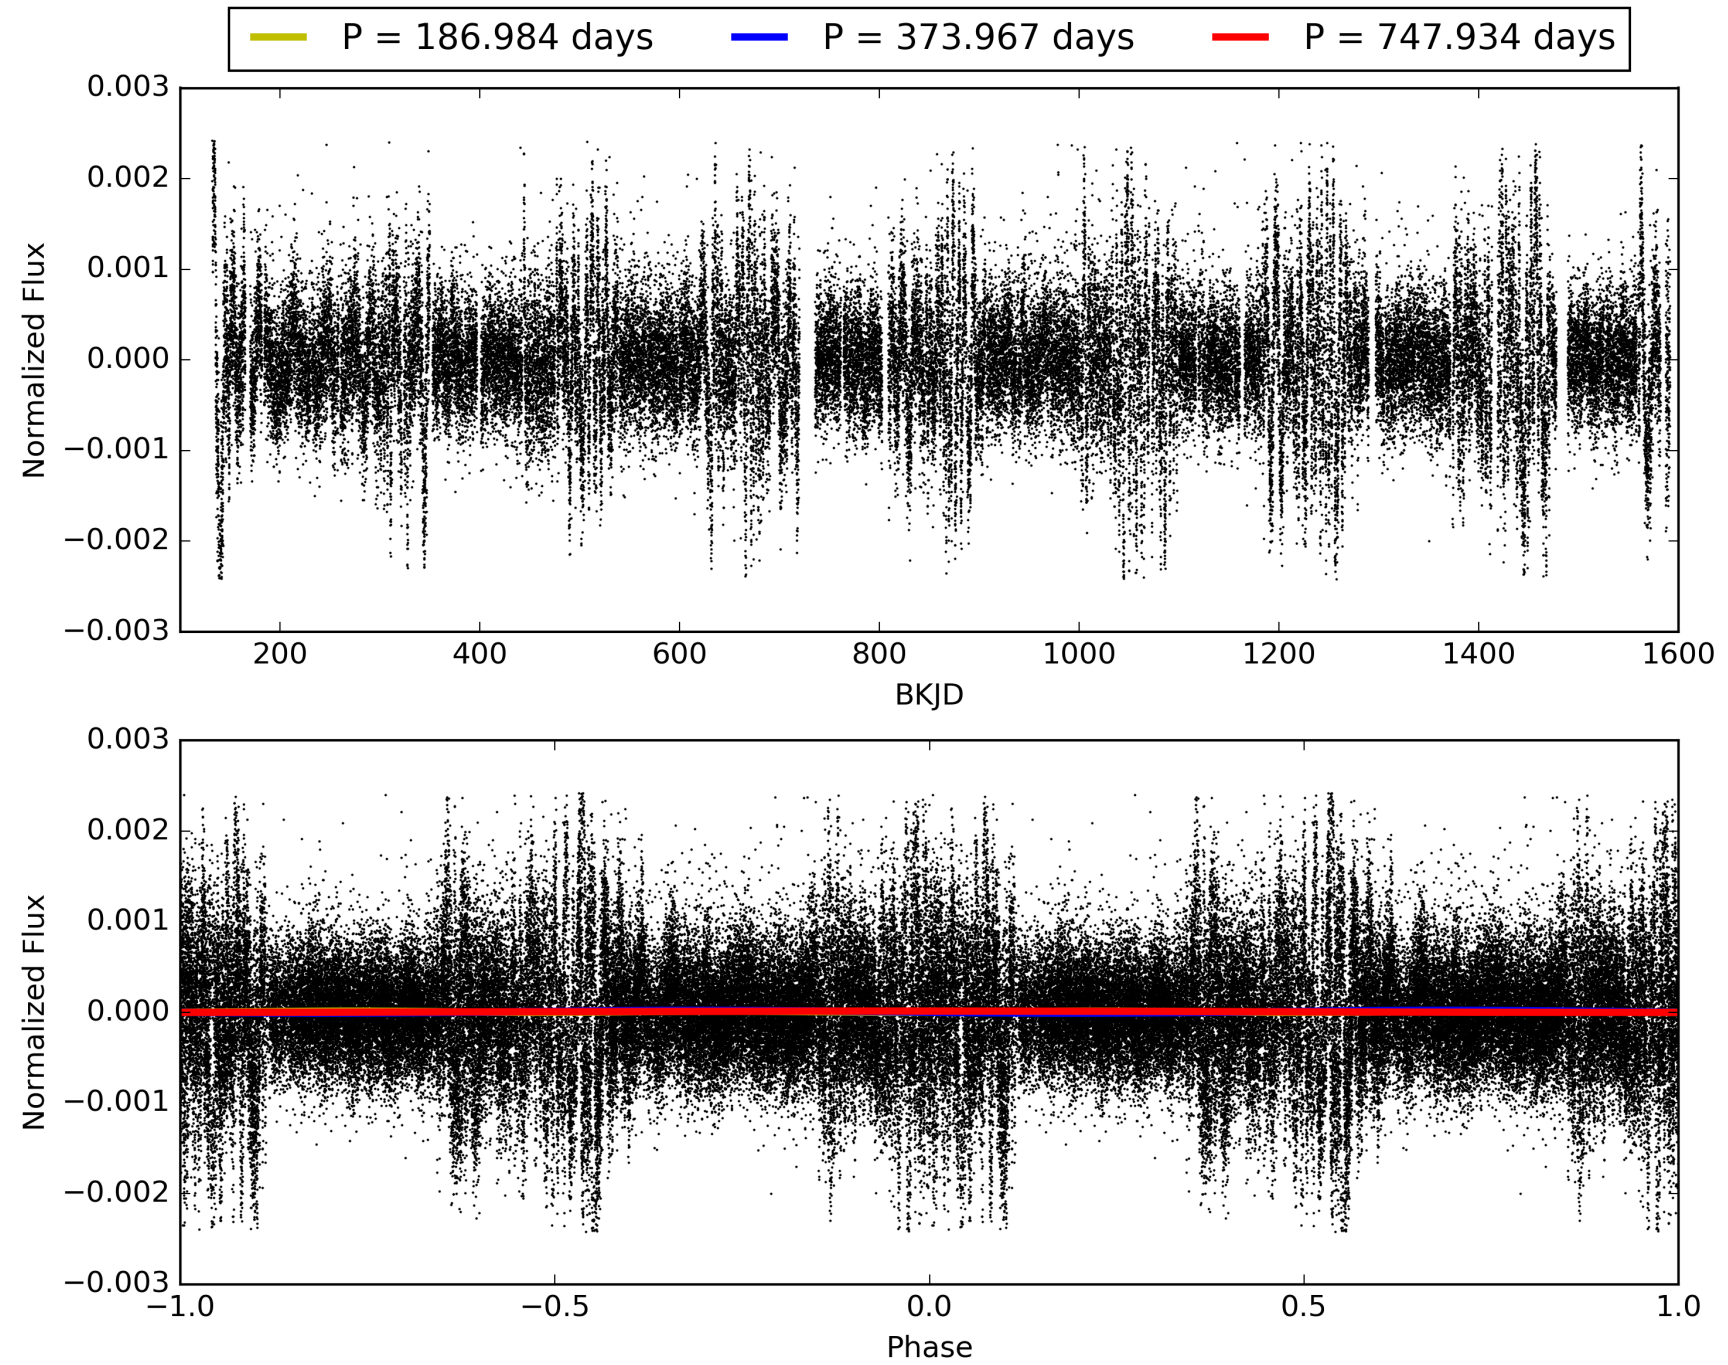 P = 186.984 days P = 373.967 days P = 747.934 days
0.003
0.002
0.001
0.000
−0.001
−0.002
−0.003
Normalized Flux
200 400 600 800 1000 1200 1400 1600
BKJD
0.003
0.002
0.001
0.000
−0.001
−0.002
−0.003
Normalized Flux
−1.0 −0.5 0.0 0.5 1.0
Phase